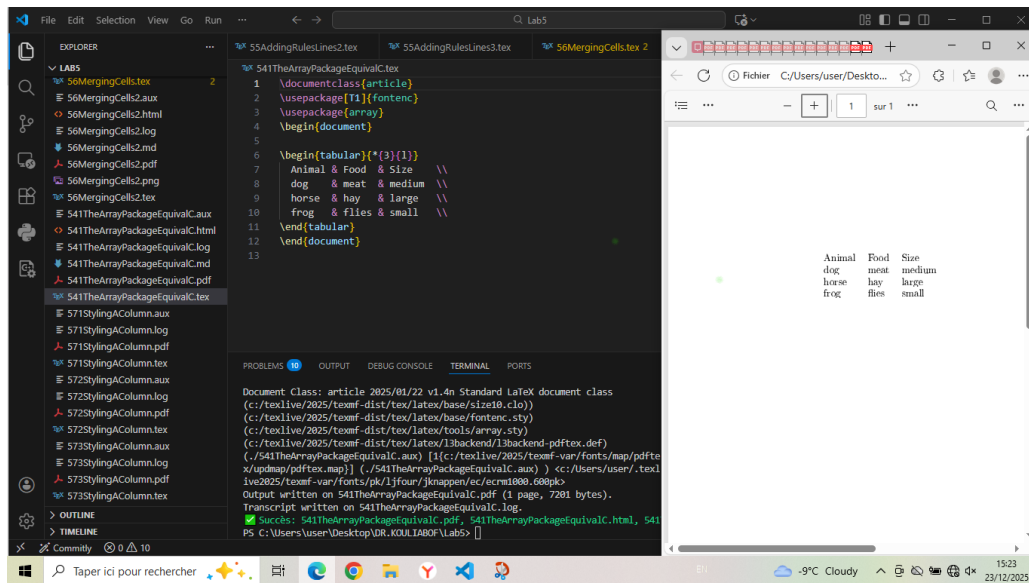 File Edit Selection View Go Run ··· Lab5
EXPLORER ···
LAB5
56MergingCells.tex 2
56MergingCells2.aux
56MergingCells2.html
56MergingCells2.log
56MergingCells2.md
56MergingCells2.pdf
56MergingCells2.png
56MergingCells2.tex
541TheArrayPackageEquivalC.aux
541TheArrayPackageEquivalC.html
541TheArrayPackageEquivalC.log
541TheArrayPackageEquivalC.md
541TheArrayPackageEquivalC.pdf
541TheArrayPackageEquivalC.tex
571StylingAColumn.aux
571StylingAColumn.log
571StylingAColumn.pdf
571StylingAColumn.tex
572StylingAColumn.aux
572StylingAColumn.log
572StylingAColumn.pdf
572StylingAColumn.tex
573StylingAColumn.aux
573StylingAColumn.log
573StylingAColumn.pdf
573StylingAColumn.tex
OUTLINE
TIMELINE
55AddingRulesLines2.tex 55AddingRulesLines3.tex 56MergingCells.tex 2
541TheArrayPackageEquivalC.tex
1 \documentclass{article}
2 \usepackage[T1]{fontenc}
3 \usepackage{array}
4 \begin{document}
5
6 \begin{tabular}{*{3}{l}}
7 Animal & Food & Size \\
8 dog & meat & medium \\
9 horse & hay & large \\
10 frog & flies & small \\
11 \end{tabular}
12 \end{document}
13
PROBLEMS 10 OUTPUT DEBUG CONSOLE TERMINAL PORTS
Document Class: article 2025/01/22 v1.4n Standard LaTeX document class
(c:/texlive/2025/texmf-dist/tex/latex/base/size10.clo))
(c:/texlive/2025/texmf-dist/tex/latex/base/fontenc.sty)
(c:/texlive/2025/texmf-dist/tex/latex/tools/array.sty)
(c:/texlive/2025/texmf-dist/tex/latex/l3backend/l3backend-pdftex.def)
(./541TheArrayPackageEquivalC.aux) [1{c:/texlive/2025/texmf-var/fonts/map/pdfte
x/updmap/pdftex.map}] (./541TheArrayPackageEquivalC.aux) ) <c:/Users/user/.texl
ive2025/texmf-var/fonts/pk/ljfour/jknappen/ec/ecrm1000.600pk>
Output written on 541TheArrayPackageEquivalC.pdf (1 page, 7201 bytes).
Transcript written on 541TheArrayPackageEquivalC.log.
✅ Succès: 541TheArrayPackageEquivalC.pdf, 541TheArrayPackageEquivalC.html, 541
PS C:\Users\user\Desktop\DR.KOULIABOF\Lab5>
Commitly 0 10
Fichier C:/Users/user/Deskto...
1 sur 1 ···
Animal Food Size
dog meat medium
horse hay large
frog flies small
Taper ici pour rechercher
EN -9°C Cloudy 15:23
23/12/2025